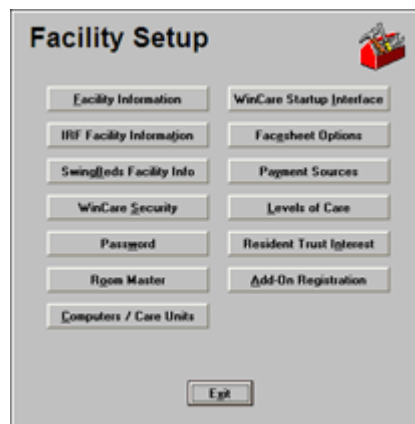 Facility Setup
Facility Information
WinCare Startup Interface
IRF Facility Information
Facesheet Options
SwingBeds Facility Info
Payment Sources
WinCare Security
Levels of Care
Password
Resident Trust Interest
Room Master
Add-On Registration
Computers / Care Units
Exit